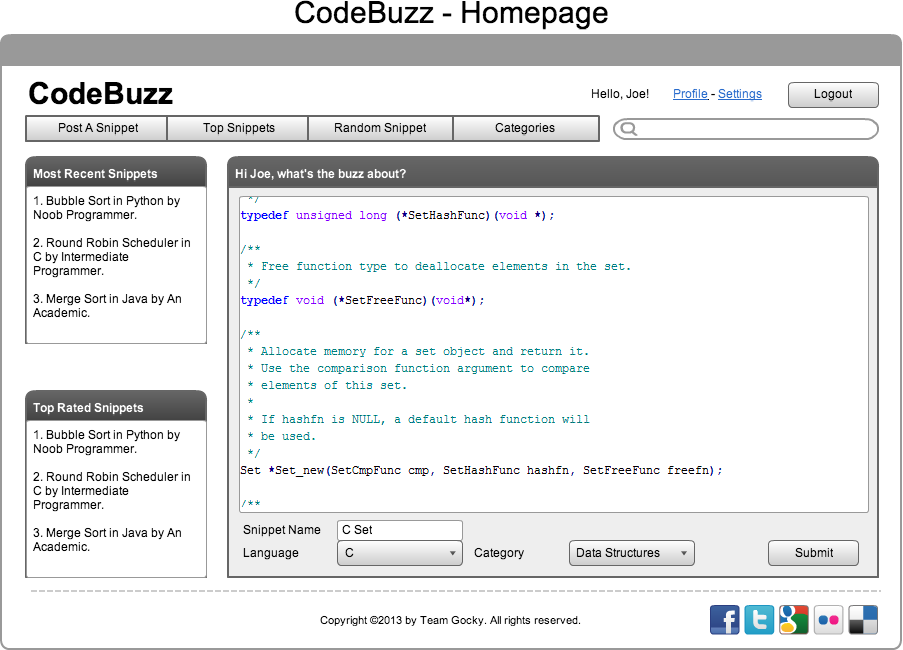 CodeBuzz - Homepage
CodeBuzz
Hello, Joe! Profile - Settings Logout
Post A Snippet Top Snippets Random Snippet Categories
Most Recent Snippets
1. Bubble Sort in Python by
Noob Programmer.
2. Round Robin Scheduler in
C by Intermediate
Programmer.
3. Merge Sort in Java by An
Academic.
Top Rated Snippets
1. Bubble Sort in Python by
Noob Programmer.
2. Round Robin Scheduler in
C by Intermediate
Programmer.
3. Merge Sort in Java by An
Academic.
Hi Joe, what's the buzz about?
*/
typedef unsigned long (*SetHashFunc)(void *);
/**
* Free function type to deallocate elements in the set.
*/
typedef void (*SetFreeFunc)(void*);
/**
* Allocate memory for a set object and return it.
* Use the comparison function argument to compare
* elements of this set.
*
* If hashfn is NULL, a default hash function will
* be used.
*/
Set *Set_new(SetCmpFunc cmp, SetHashFunc hashfn, SetFreeFunc freefn);
/**
Snippet Name C Set
Language C Category Data Structures Submit
Copyright ©2013 by Team Gocky. All rights reserved.
f t g